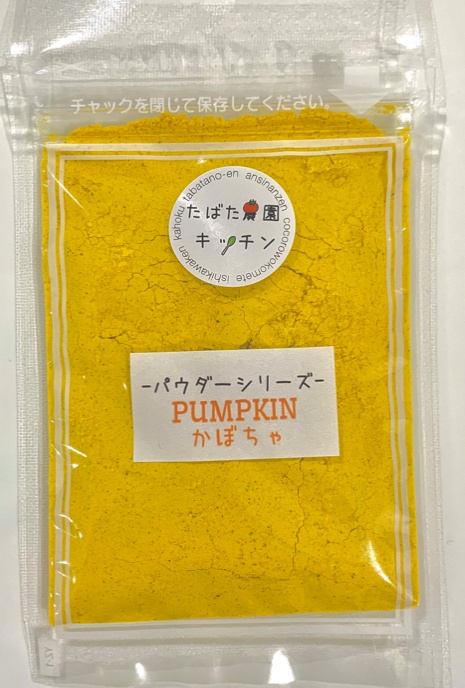 チャックを閉じて保存してください。
kahoku tabatano-en ansinanzen cocorowokomete ishikawaken
たばた農園
キッチン
-パウダーシリーズ-
PUMPKIN
かぼちゃ